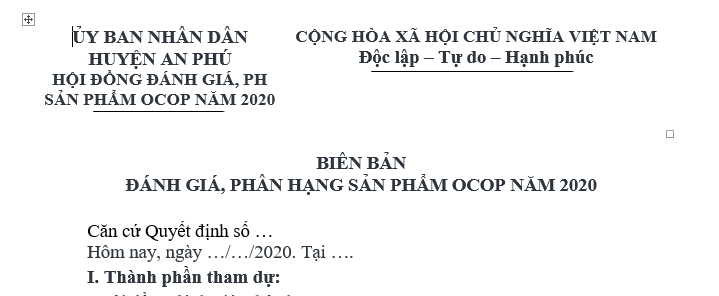 ỦY BAN NHÂN DÂN
HUYỆN AN PHÚ
HỘI ĐỒNG ĐÁNH GIÁ, PH
SẢN PHẨM OCOP NĂM 2020
CỘNG HÒA XÃ HỘI CHỦ NGHĨA VIỆT NAM
Độc lập – Tự do – Hạnh phúc
BIÊN BẢN
ĐÁNH GIÁ, PHÂN HẠNG SẢN PHẨM OCOP NĂM 2020
Căn cứ Quyết định số …
Hôm nay, ngày …/…/2020. Tại ….
I. Thành phần tham dự: